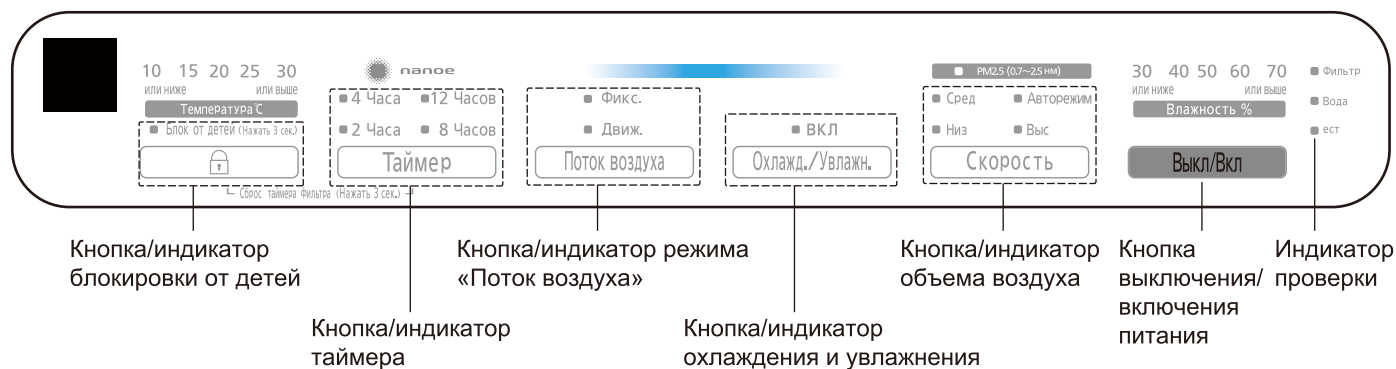 10 15 20 25 30
или ниже или выше
Температура°C
Блок от детей (Нажать 3 сек.)
nanoe
4 Часа 12 Часов
2 Часа 8 Часов
Таймер
Сброс таймера фильтра (Нажать 3 сек.)
Фикс.
Движ.
Поток воздуха
ВКЛ
Охлажд./Увлажн.
PM2.5 (0.7~2.5 нм)
Сред Авторежим
Низ Выс
Скорость
30 40 50 60 70
или ниже или выше
Влажность %
Выкл/Вкл
Фильтр
Вода
ест
Кнопка/индикатор
блокировки от детей
Кнопка/индикатор
таймера
Кнопка/индикатор режима
«Поток воздуха»
Кнопка/индикатор
охлаждения и увлажнения
Кнопка/индикатор
объема воздуха
Кнопка
выключения/
включения
питания
Индикатор
проверки